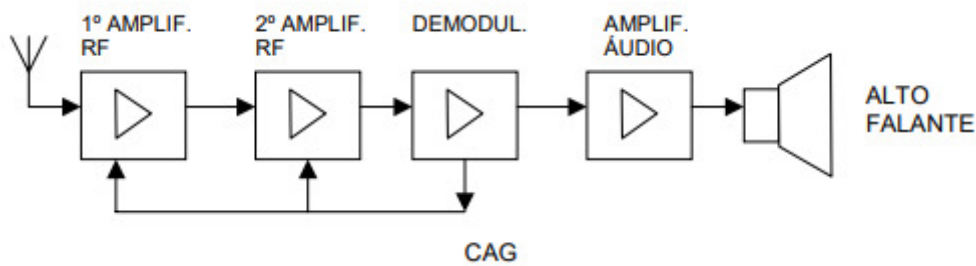 1º AMPLIF.
RF
2º AMPLIF.
RF
DEMODUL.
AMPLIF.
ÁUDIO
ALTO
FALANTE
CAG